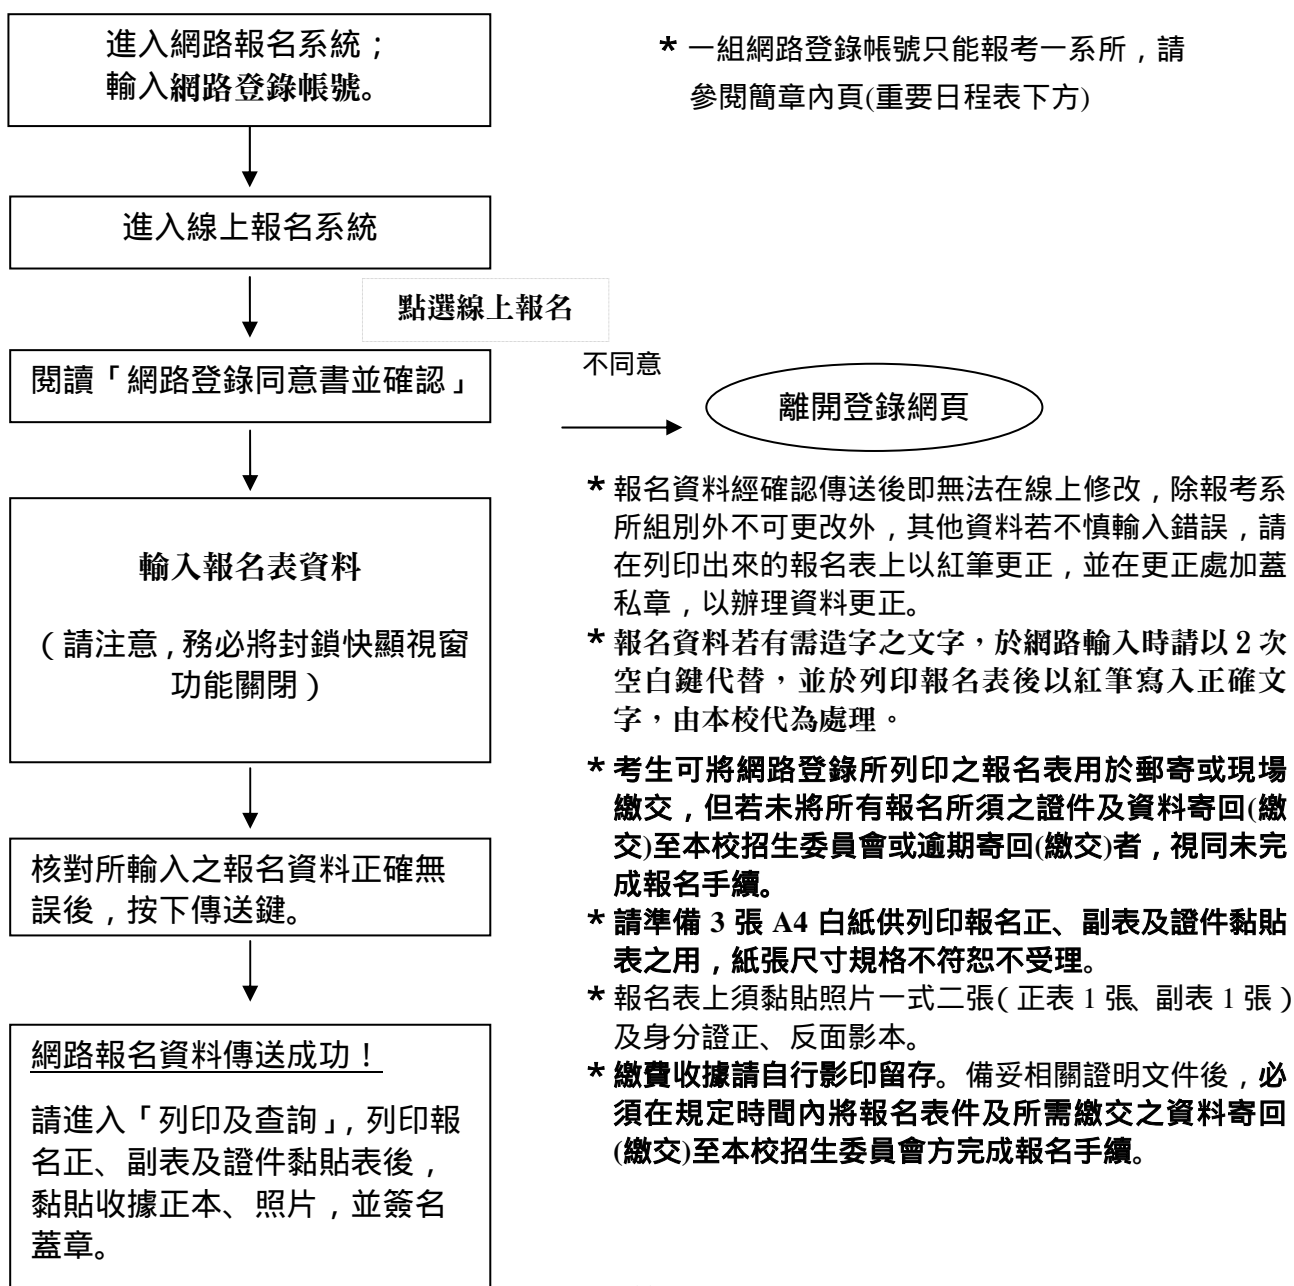 進入網路報名系統；
輸入網路登錄帳號。
* 一組網路登錄帳號只能報考一系所，請
參閱簡章內頁(重要日程表下方)
進入線上報名系統
點選線上報名
閱讀「網路登錄同意書並確認」
不同意
離開登錄網頁
輸入報名表資料
（請注意，務必將封鎖快顯視窗
功能關閉）
核對所輸入之報名資料正確無
誤後，按下傳送鍵。
網路報名資料傳送成功！
請進入「列印及查詢」，列印報
名正、副表及證件黏貼表後，
黏貼收據正本、照片，並簽名
蓋章。
* 報名資料經確認傳送後即無法在線上修改，除報考系
所組別外不可更改外，其他資料若不慎輸入錯誤，請
在列印出來的報名表上以紅筆更正，並在更正處加蓋
私章，以辦理資料更正。
* 報名資料若有需造字之文字，於網路輸入時請以 2 次
空白鍵代替，並於列印報名表後以紅筆寫入正確文
字，由本校代為處理。
* 考生可將網路登錄所列印之報名表用於郵寄或現場
繳交，但若未將所有報名所須之證件及資料寄回(繳
交)至本校招生委員會或逾期寄回(繳交)者，視同未完
成報名手續。
* 請準備 3 張 A4 白紙供列印報名正、副表及證件黏貼
表之用，紙張尺寸規格不符恕不受理。
* 報名表上須黏貼照片一式二張（正表 1 張、副表 1 張）
及身分證正、反面影本。
* 繳費收據請自行影印留存。備妥相關證明文件後，必
須在規定時間內將報名表件及所需繳交之資料寄回
(繳交)至本校招生委員會方完成報名手續。